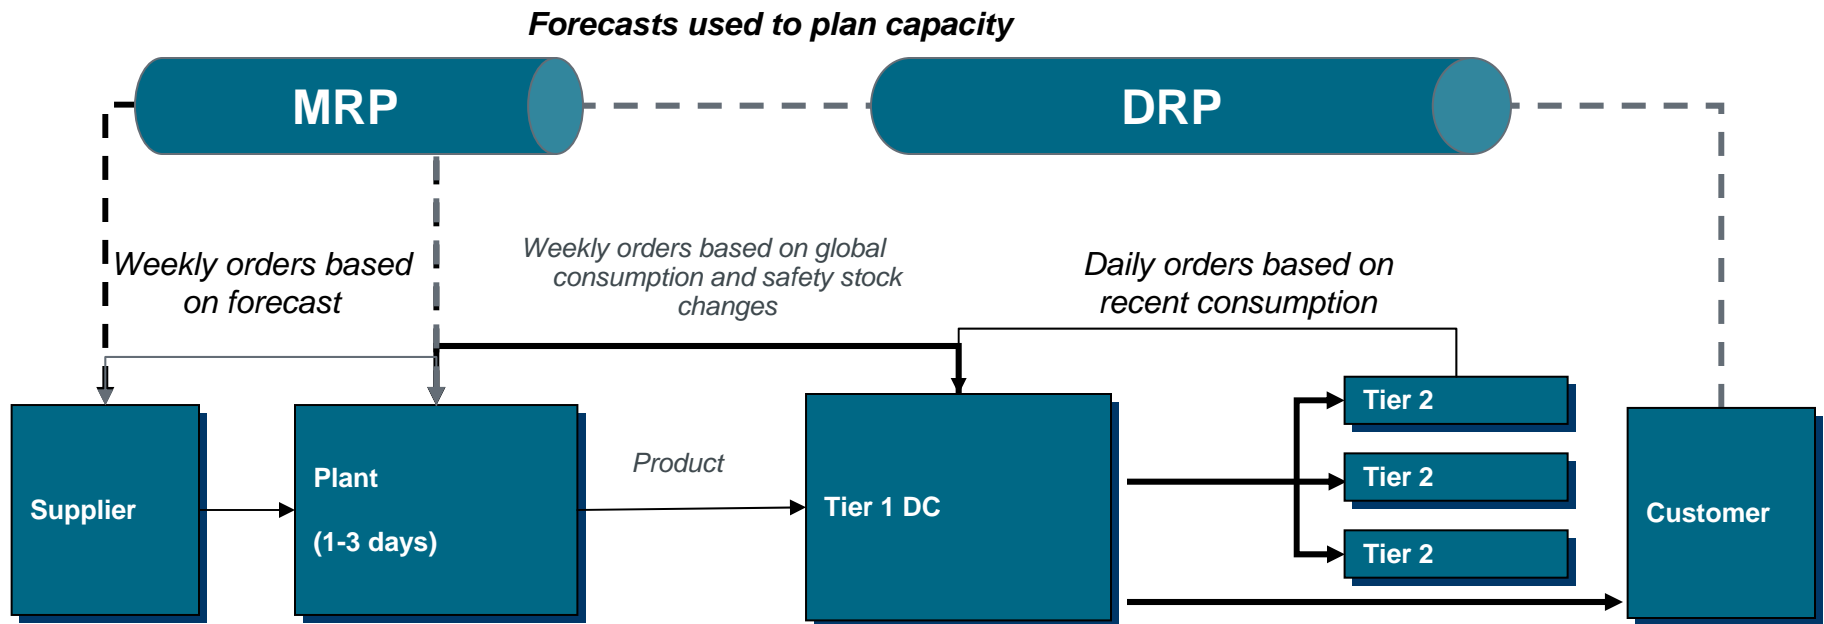 Forecasts used to plan capacity
MRP
DRP
Weekly orders based
on forecast
Weekly orders based on global
consumption and safety stock
changes
Daily orders based on
recent consumption
Supplier
Plant
(1-3 days)
Product
Tier 1 DC
Tier 2
Tier 2
Tier 2
Customer